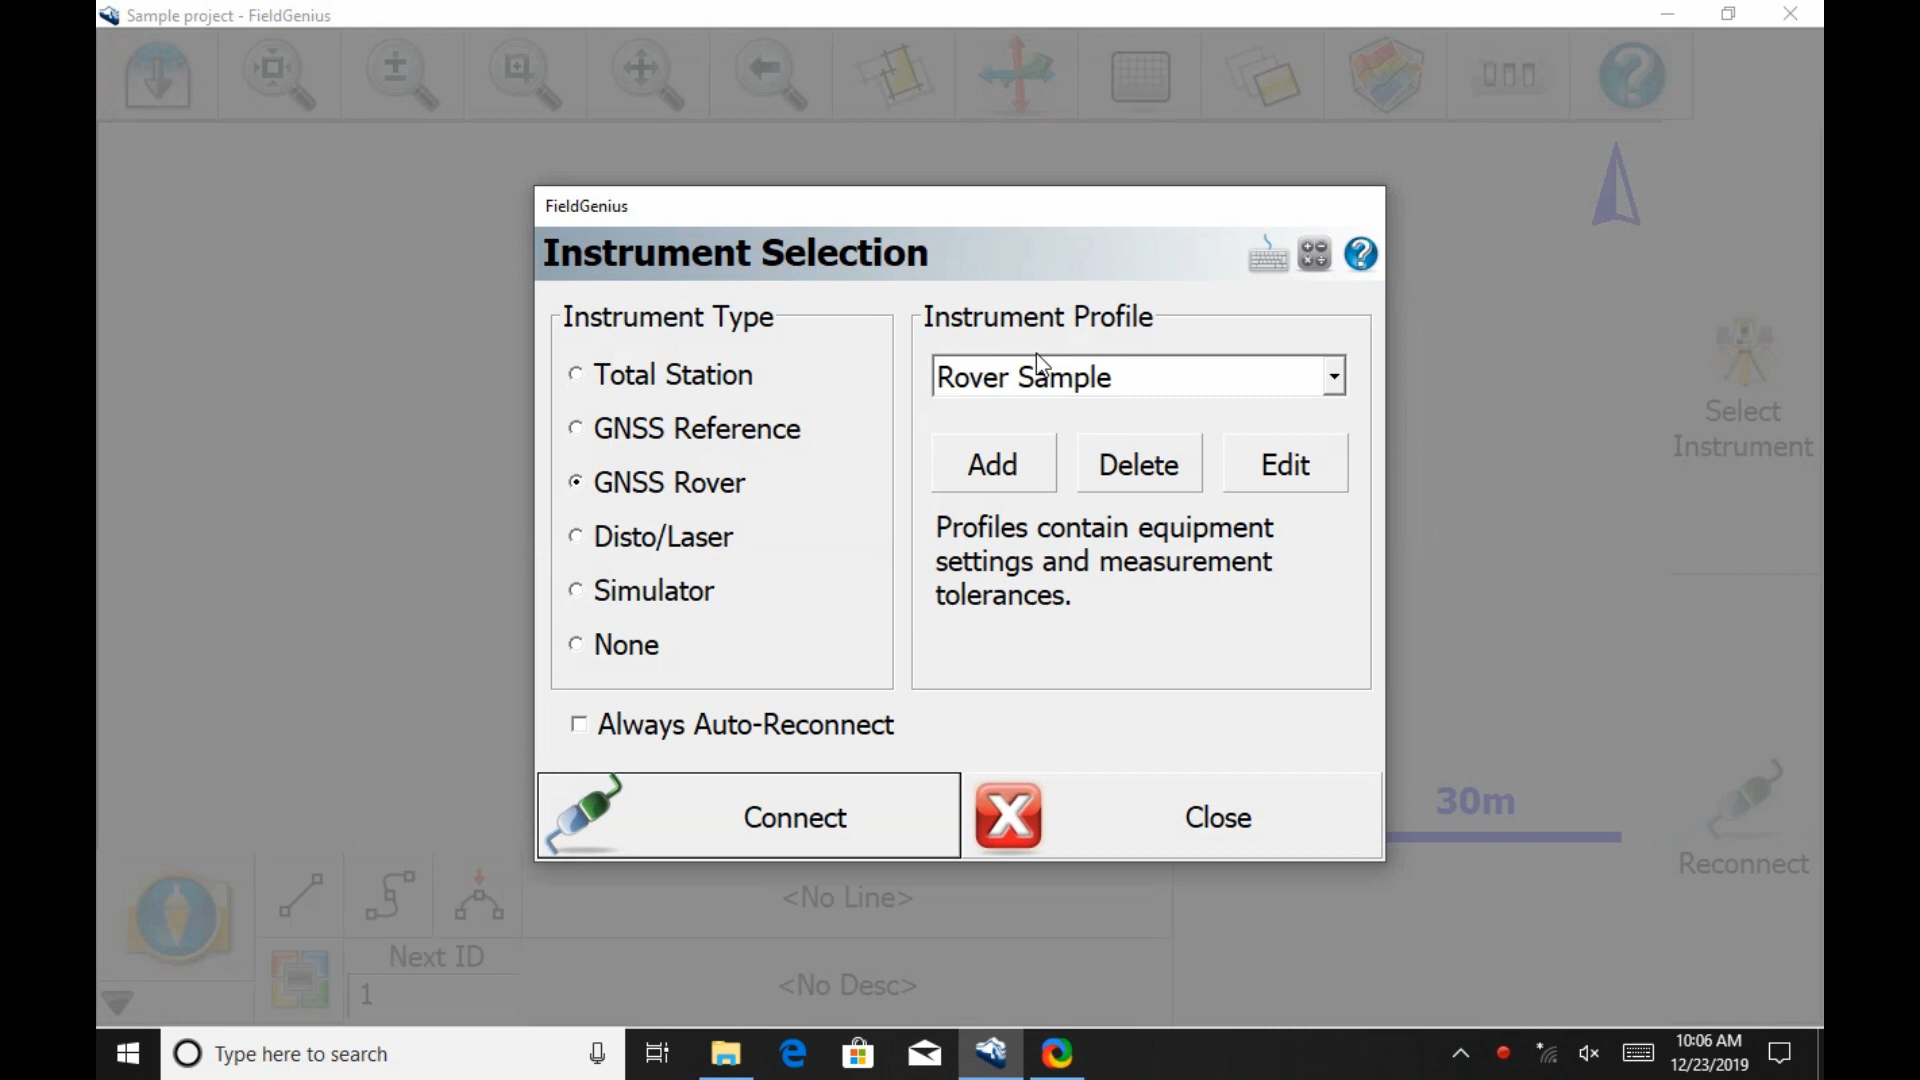 Sample project - FieldGenius
FieldGenius
Instrument Selection
Instrument Type
Total Station
GNSS Reference
GNSS Rover
Disto/Laser
Simulator
None
Instrument Profile
Rover Sample
Add
Delete
Edit
Profiles contain equipment
settings and measurement
tolerances.
Always Auto-Reconnect
Connect
Close
Select
Instrument
30m
Reconnect
<No Line>
Next ID
1
<No Desc>
Type here to search
10:06 AM
12/23/2019